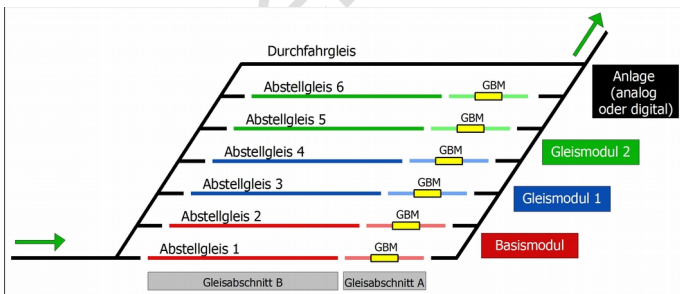 Durchfahrgleis
Abstellgleis 6
GBM
Anlage
(analog
oder digital)
Abstellgleis 5
GBM
Abstellgleis 4
GBM
Gleismodul 2
Abstellgleis 3
GBM
Gleismodul 1
Abstellgleis 2
GBM
Abstellgleis 1
GBM
Basismodul
Gleisabschnitt B
Gleisabschnitt A